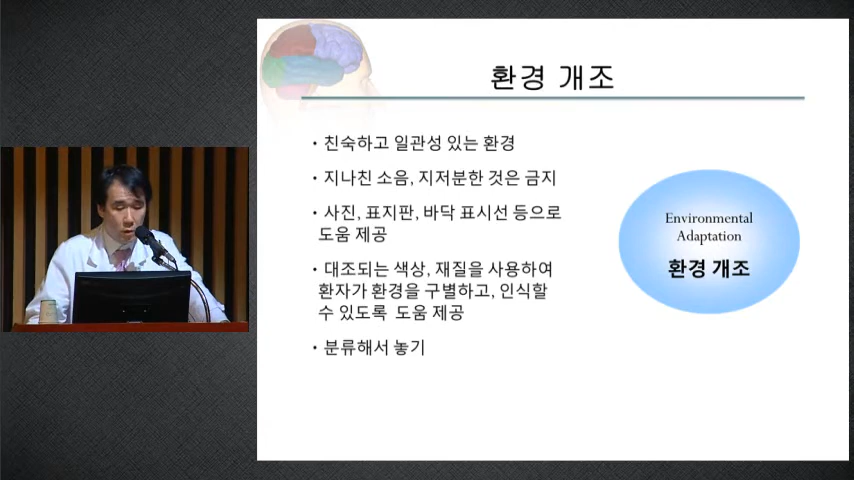 환경 개조
• 친숙하고 일관성 있는 환경
• 지나친 소음, 지저분한 것은 금지
• 사진, 표지판, 바닥 표시선 등으로
도움 제공
• 대조되는 색상, 재질을 사용하여
환자가 환경을 구별하고, 인식할
수 있도록 도움 제공
• 분류해서 놓기
Environmental
Adaptation
환경 개조